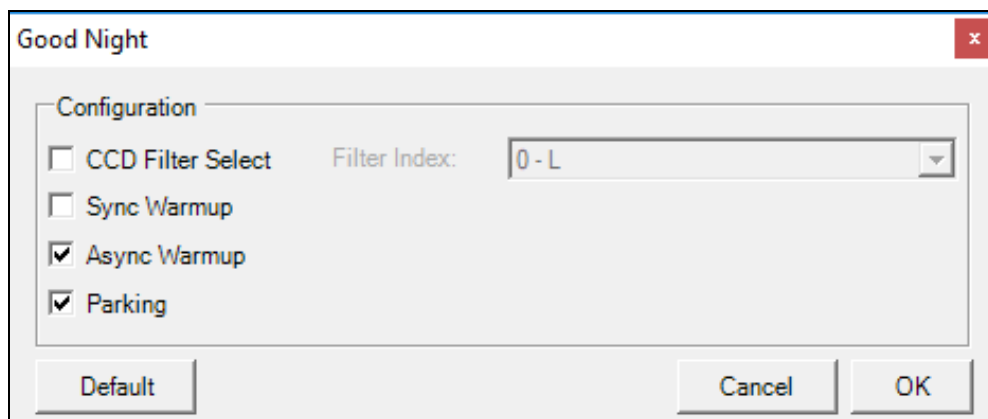 Good Night
x
Configuration
CCD Filter Select Filter Index: 0 - L
Sync Warmup
Async Warmup
Parking
Default Cancel OK